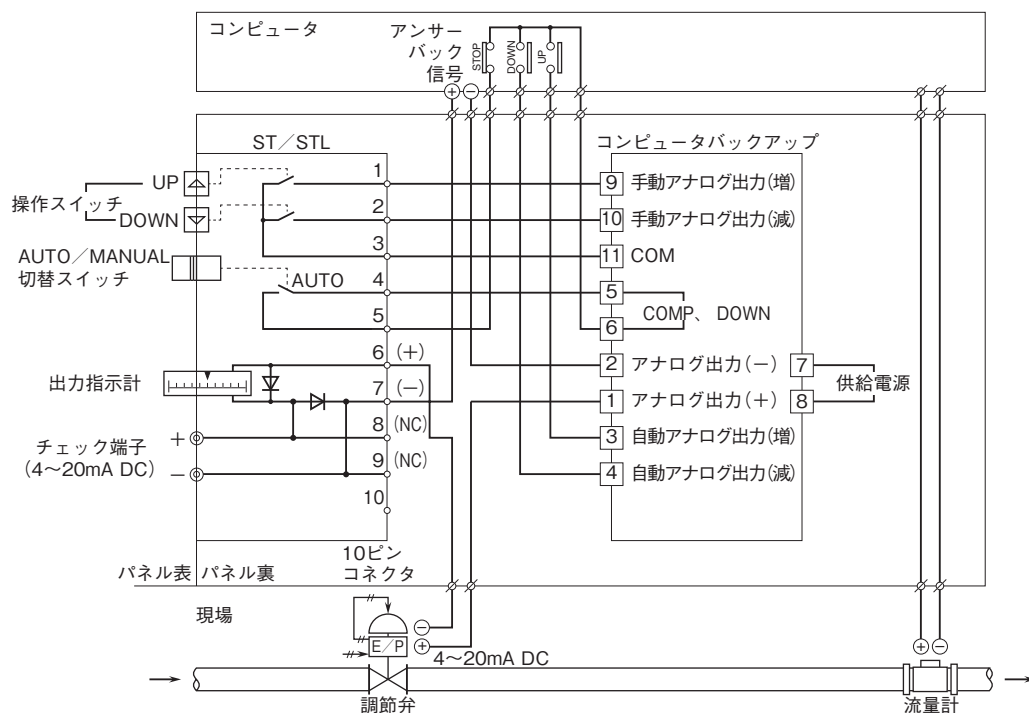 コンピュータ
アンサー
バック
信号
STOP
DOWN
UP
+
−
ST/STL
コンピュータバックアップ
UP
操作スイッチ
DOWN
AUTO/MANUAL
切替スイッチ
AUTO
1
2
3
4
5
6 (+)
7 (−)
8 (NC)
9 (NC)
10
出力指示計
チェック端子
(4〜20mA DC)
+
−
9 手動アナログ出力(増)
10 手動アナログ出力(減)
11 COM
5
COMP、DOWN
6
2 アナログ出力(−)
1 アナログ出力(+)
3 自動アナログ出力(増)
4 自動アナログ出力(減)
7
供給電源
8
10ピン
コネクタ
パネル表 パネル裏
現場
E/P
−
+
4〜20mA DC
調節弁
+ −
流量計